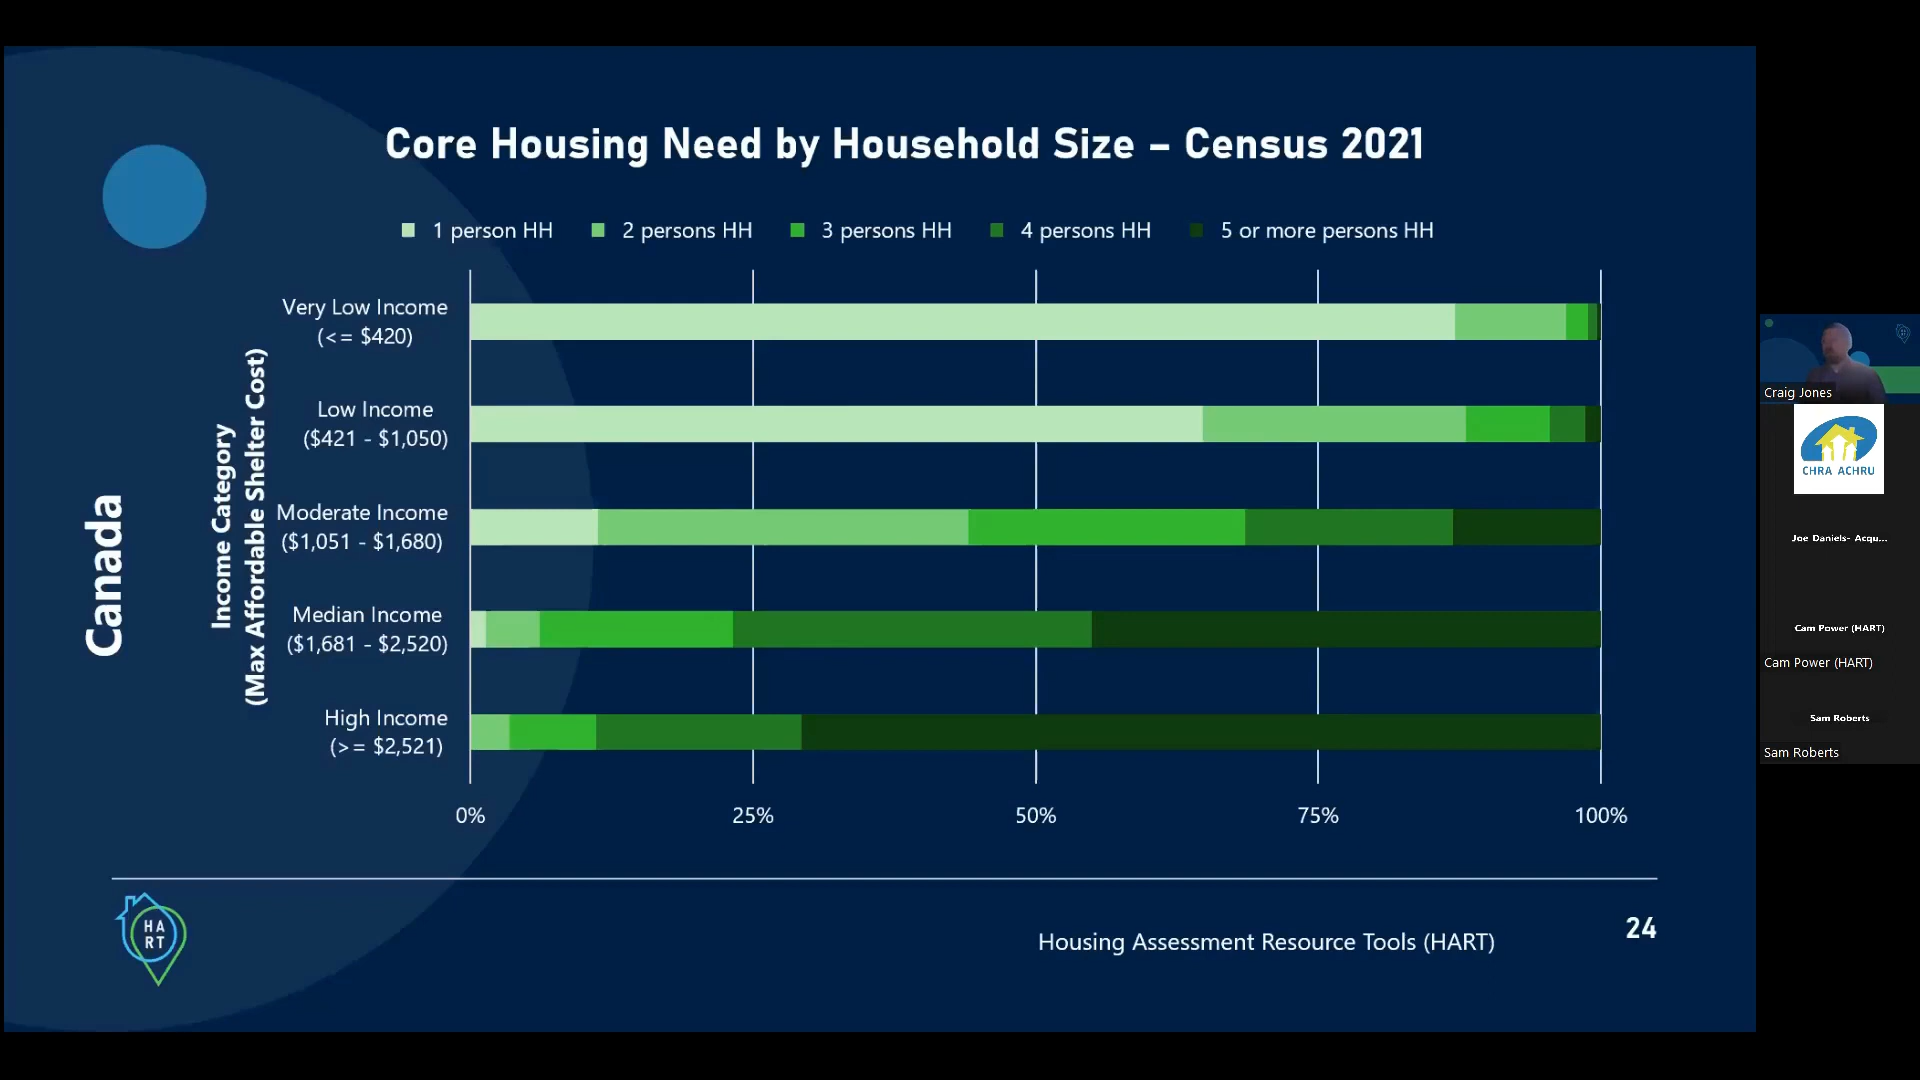 Core Housing Need by Household Size – Census 2021
1 person HH
2 persons HH
3 persons HH
4 persons HH
5 or more persons HH
Canada
Income Category
(Max Affordable Shelter Cost)
Very Low Income
(<= $420)
Low Income
($421 - $1,050)
Moderate Income
($1,051 - $1,680)
Median Income
($1,681 - $2,520)
High Income
(>= $2,521)
0%
25%
50%
75%
100%
HA
RT
Housing Assessment Resource Tools (HART)
24
Craig Jones
CHRA ACHRU
Joe Daniels- Acqu...
Cam Power (HART)
Cam Power (HART)
Sam Roberts
Sam Roberts